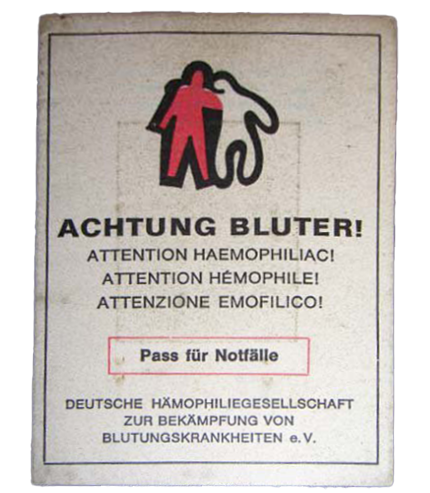 ACHTUNG BLUTER!
ATTENTION HAEMOPHILIAC!
ATTENTION HÉMOPHILE!
ATTENZIONE EMOFILICO!
Pass für Notfälle
DEUTSCHE HÄMOPHILIEGESELLSCHAFT
ZUR BEKÄMPFUNG VON
BLUTUNGSKRANKHEITEN e.V.